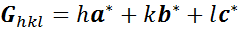 G_hkl = ha* + kb* + lc*